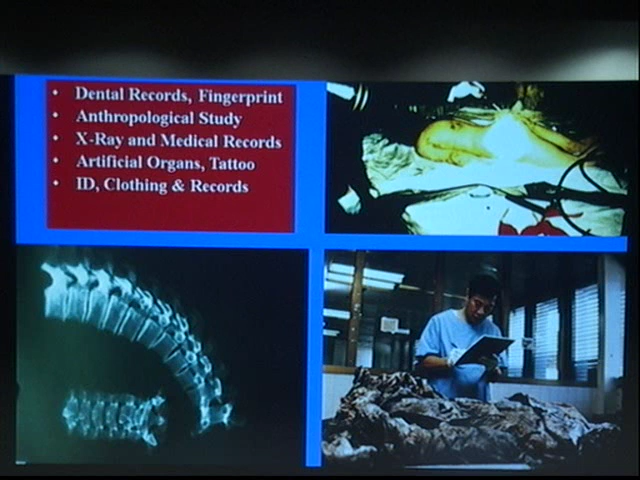 • Dental Records, Fingerprint
• Anthropological Study
• X-Ray and Medical Records
• Artificial Organs, Tattoo
• ID, Clothing & Records